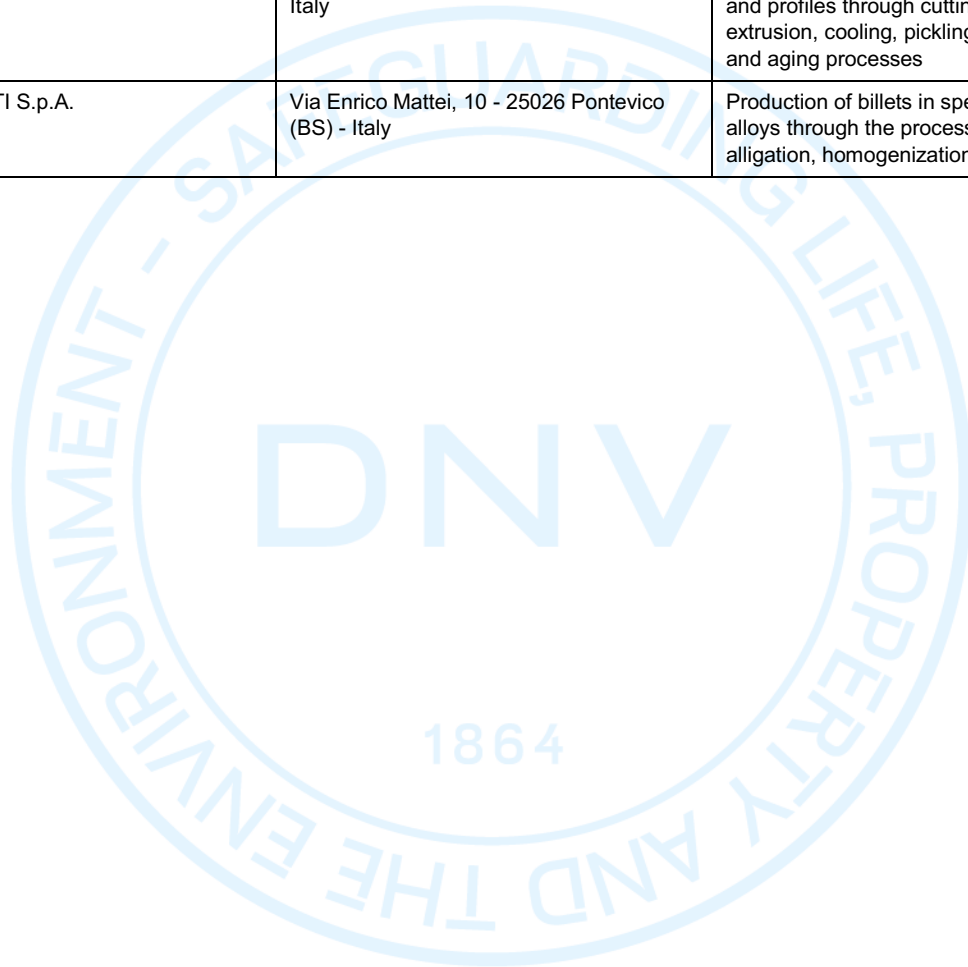 Italy
and profiles through cuttin
extrusion, cooling, pickling
and aging processes
TI S.p.A.
Via Enrico Mattei, 10 - 25026 Pontevico
(BS) - Italy
Production of billets in spe
alloys through the process
alligation, homogenization
SAFEGUARDING LIFE, PROPERTY AND THE ENVIRONMENT -
DNV
1864